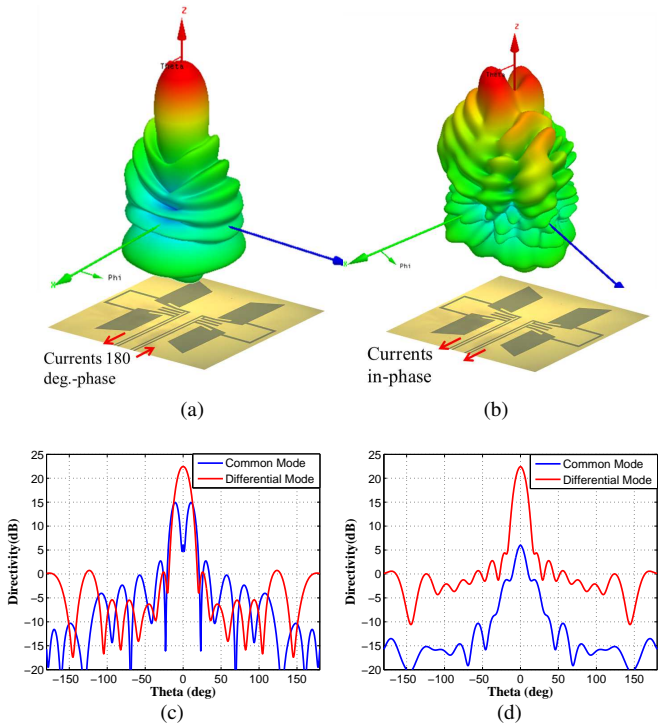 Z
Theta
X
Phi
Currents 180
deg.-phase
(a)
Z
Theta
Phi
Currents
in-phase
(b)
25
20
15
10
5
0
−5
−10
−15
−20
−150 −100 −50 0 50 100 150
Directivity(dB)
Theta (deg)
Common Mode
Differential Mode
(c)
25
20
15
10
5
0
−5
−10
−15
−20
−150 −100 −50 0 50 100 150
Directivity(dB)
Theta (deg)
Common Mode
Differential Mode
(d)